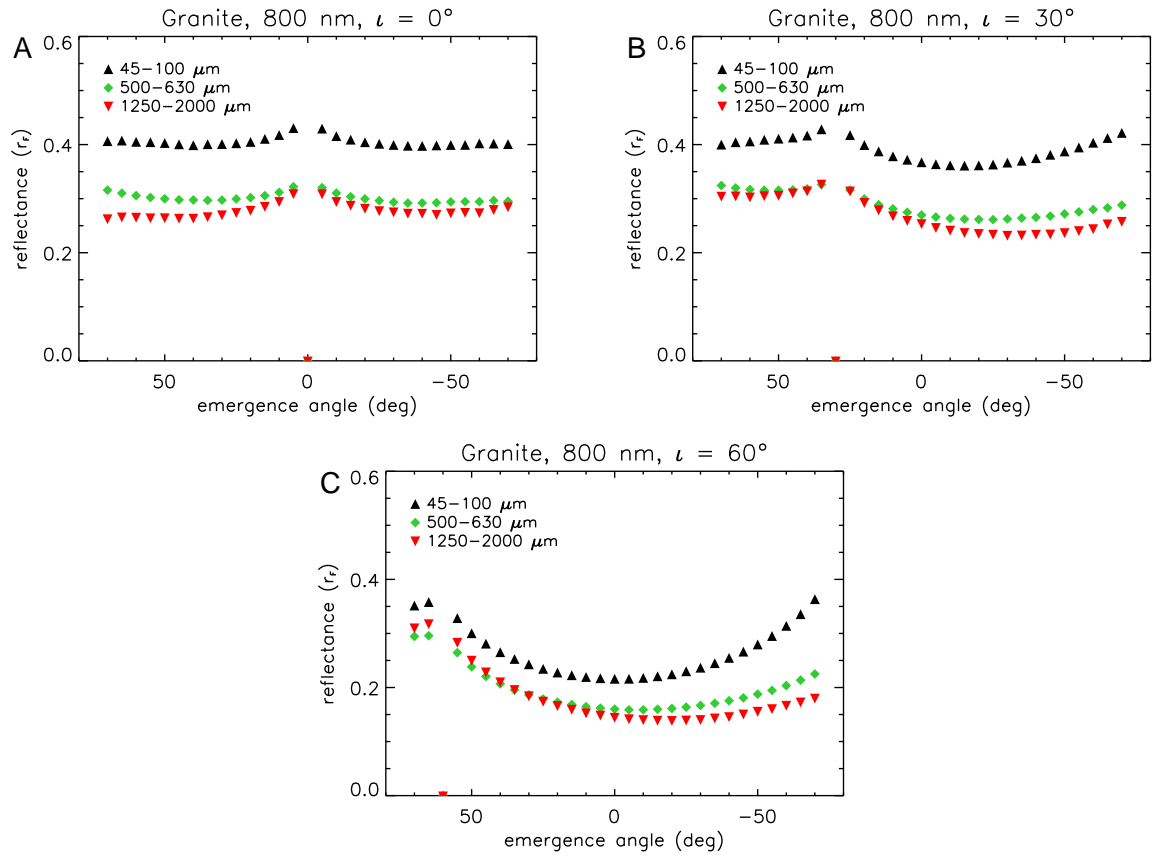 Granite, 800 nm, ι = 0°
A
0.6
0.4
0.2
0.0
reflectance (rF)
▲ 45−100 μm
◆ 500−630 μm
▼ 1250−2000 μm
50 0 −50
emergence angle (deg)
Granite, 800 nm, ι = 30°
B
0.6
0.4
0.2
0.0
reflectance (rF)
▲ 45−100 μm
◆ 500−630 μm
▼ 1250−2000 μm
50 0 −50
emergence angle (deg)
Granite, 800 nm, ι = 60°
C
0.6
0.4
0.2
0.0
reflectance (rF)
▲ 45−100 μm
◆ 500−630 μm
▼ 1250−2000 μm
50 0 −50
emergence angle (deg)